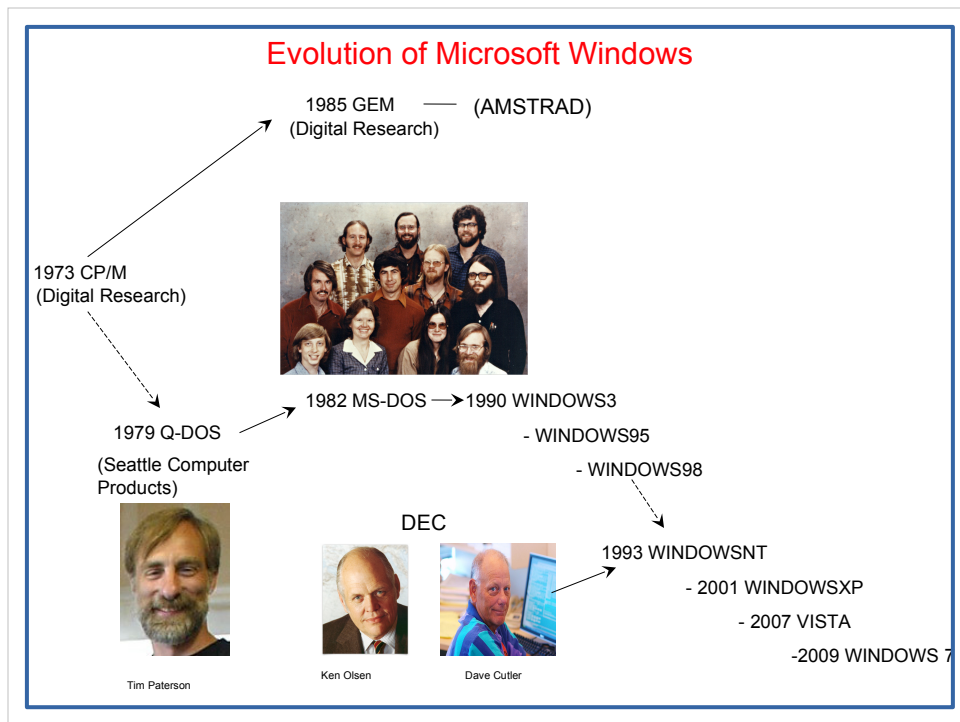 Evolution of Microsoft Windows
1985 GEM
(AMSTRAD)
(Digital Research)
1973 CP/M
(Digital Research)
1982 MS-DOS
1990 WINDOWS3
1979 Q-DOS
- WINDOWS95
(Seattle Computer
Products)
- WINDOWS98
DEC
1993 WINDOWSNT
- 2001 WINDOWSXP
- 2007 VISTA
-2009 WINDOWS 7
Tim Paterson
Ken Olsen
Dave Cutler